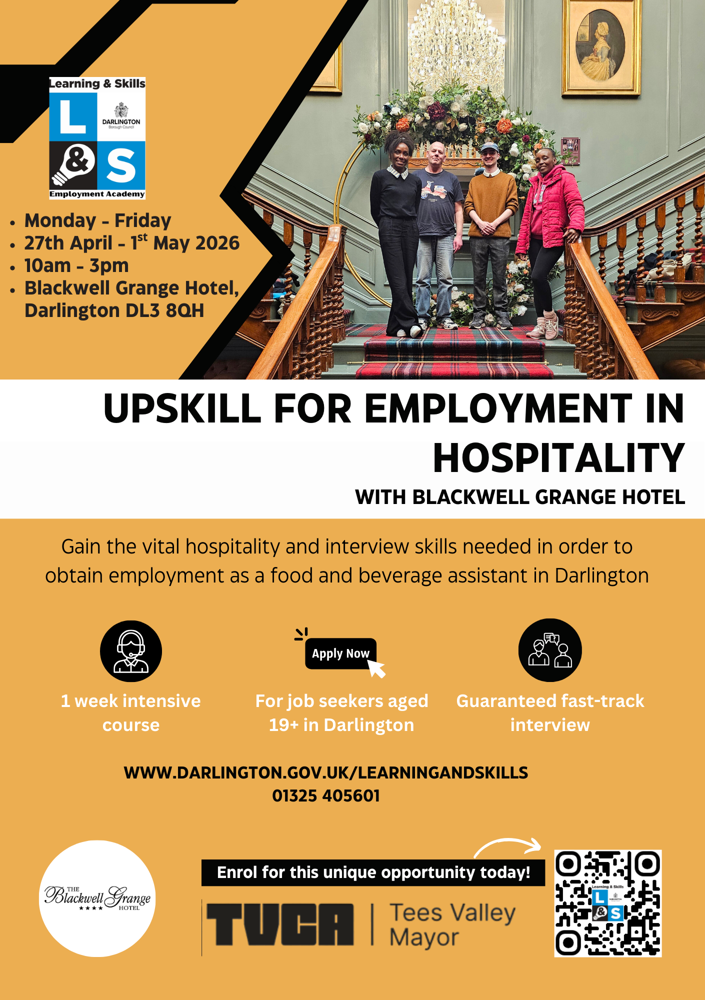 Learning & Skills
L
DARLINGTON
Borough Council
&
S
Employment Academy
Monday - Friday
27th April - 1st May 2026
10am - 3pm
Blackwell Grange Hotel,
Darlington DL3 8QH
UPSKILL FOR EMPLOYMENT IN
HOSPITALITY
WITH BLACKWELL GRANGE HOTEL
Gain the vital hospitality and interview skills needed in order to
obtain employment as a food and beverage assistant in Darlington
Apply Now
?
1 week intensive
course
For job seekers aged
19+ in Darlington
Guaranteed fast-track
interview
WWW.DARLINGTON.GOV.UK/LEARNINGANDSKILLS
01325 405601
Enrol for this unique opportunity today!
THE
Blackwell Grange
HOTEL
TVCA
Tees Valley
Mayor
Learning & Skills
L
DARLINGTON
&
S